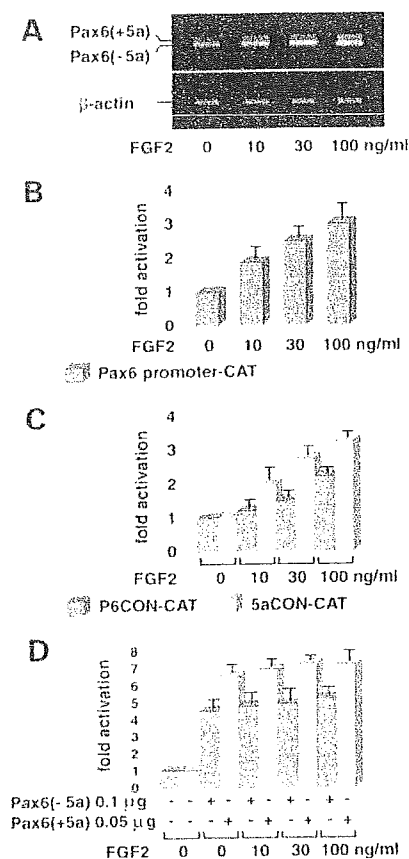 A
Pax6(+5a)
Pax6(-5a)
β-actin
FGF2 0 10 30 100 ng/ml
B
fold activation
4
3
2
1
0
FGF2 0 10 30 100 ng/ml
Pax6 promoter-CAT
C
fold activation
4
3
2
1
0
FGF2 0 10 30 100 ng/ml
P6CON-CAT 5aCON-CAT
D
fold activation
8
7
6
5
4
3
2
1
0
Pax6(-5a) 0.1 μg - - + - + - + - + -
Pax6(+5a) 0.05 μg - - - + - + - + - +
FGF2 0 0 10 30 100 ng/ml